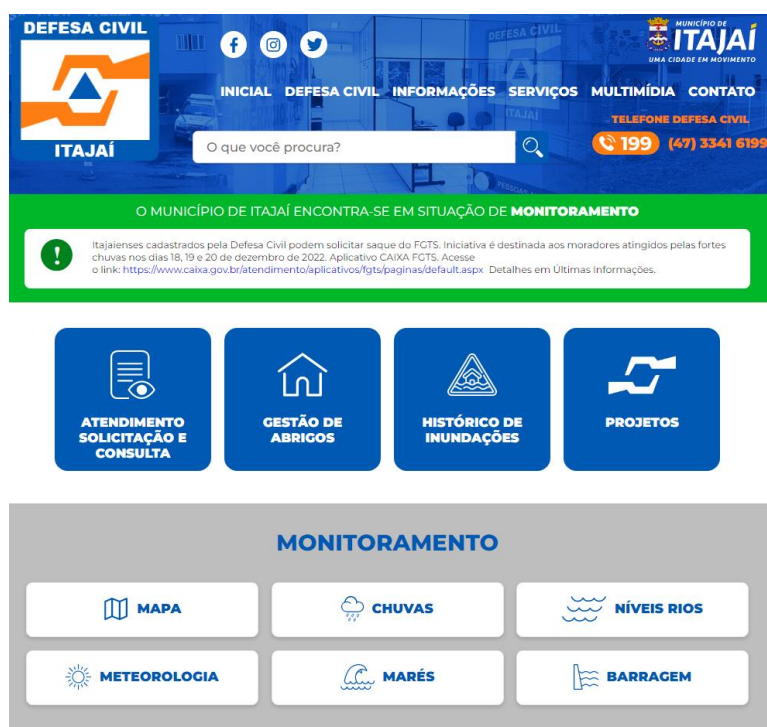 DEFESA CIVIL
ITAJAÍ
MUNICÍPIO DE
ITAJAÍ
UMA CIDADE EM MOVIMENTO
INICIAL DEFESA CIVIL INFORMAÇÕES SERVIÇOS MULTIMÍDIA CONTATO
TELEFONE DEFESA CIVIL
O que você procura?
199 (47) 3341 6199
DEFESA CIVIL
ITAJAÍ
PESSOAS
O MUNICÍPIO DE ITAJAÍ ENCONTRA-SE EM SITUAÇÃO DE MONITORAMENTO
Itajaienses cadastrados pela Defesa Civil podem solicitar saque do FGTS. Iniciativa é destinada aos moradores atingidos pelas fortes
chuvas nos dias 18, 19 e 20 de dezembro de 2022. Aplicativo CAIXA FGTS. Acesse
o link: https://www.caixa.gov.br/atendimento/aplicativos/fgts/paginas/default.aspx Detalhes em Últimas Informações.
ATENDIMENTO
SOLICITAÇÃO E
CONSULTA
GESTÃO DE
ABRIGOS
HISTÓRICO DE
INUNDAÇÕES
PROJETOS
MONITORAMENTO
MAPA
CHUVAS
NÍVEIS RIOS
METEOROLOGIA
MARÉS
BARRAGEM